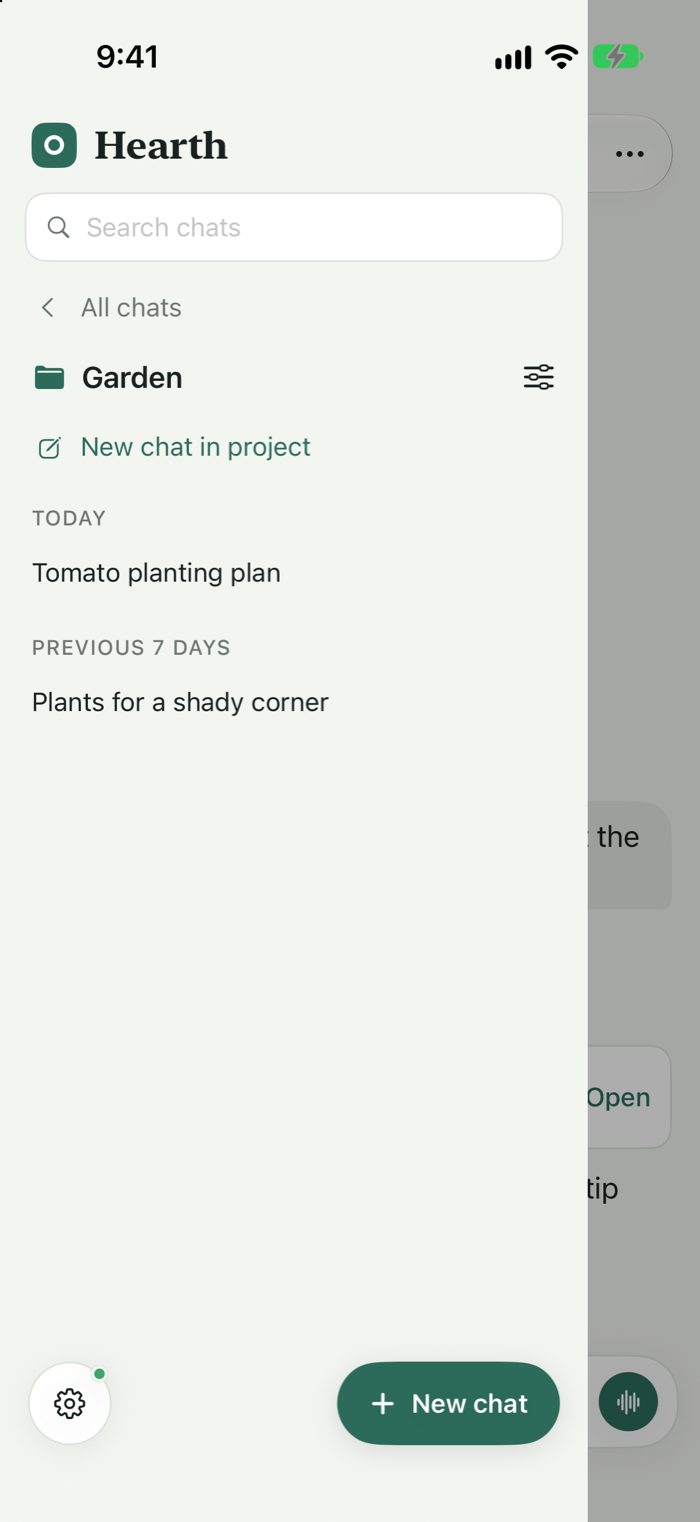 9:41
Hearth
Search chats
All chats
Garden
New chat in project
TODAY
Tomato planting plan
PREVIOUS 7 DAYS
Plants for a shady corner
the
Open
tip
New chat